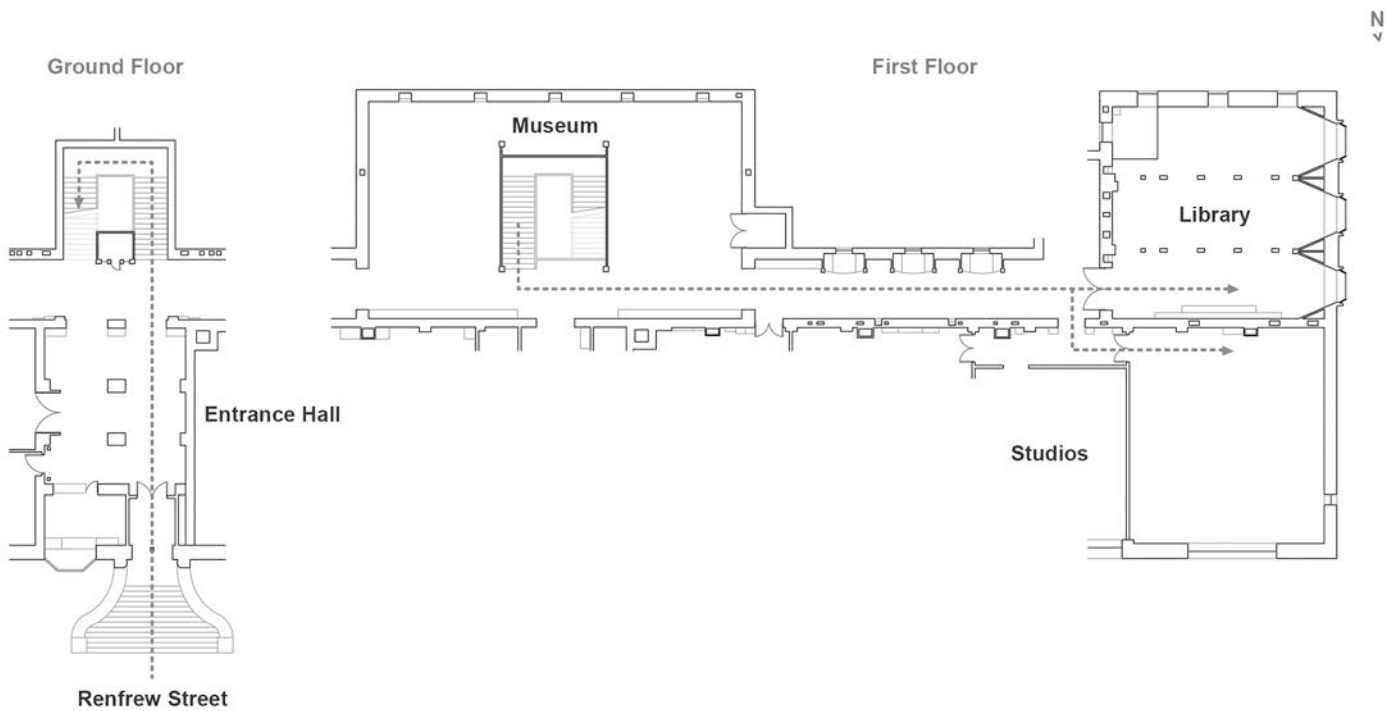 N
Ground Floor
First Floor
Museum
Library
Entrance Hall
Studios
Renfrew Street